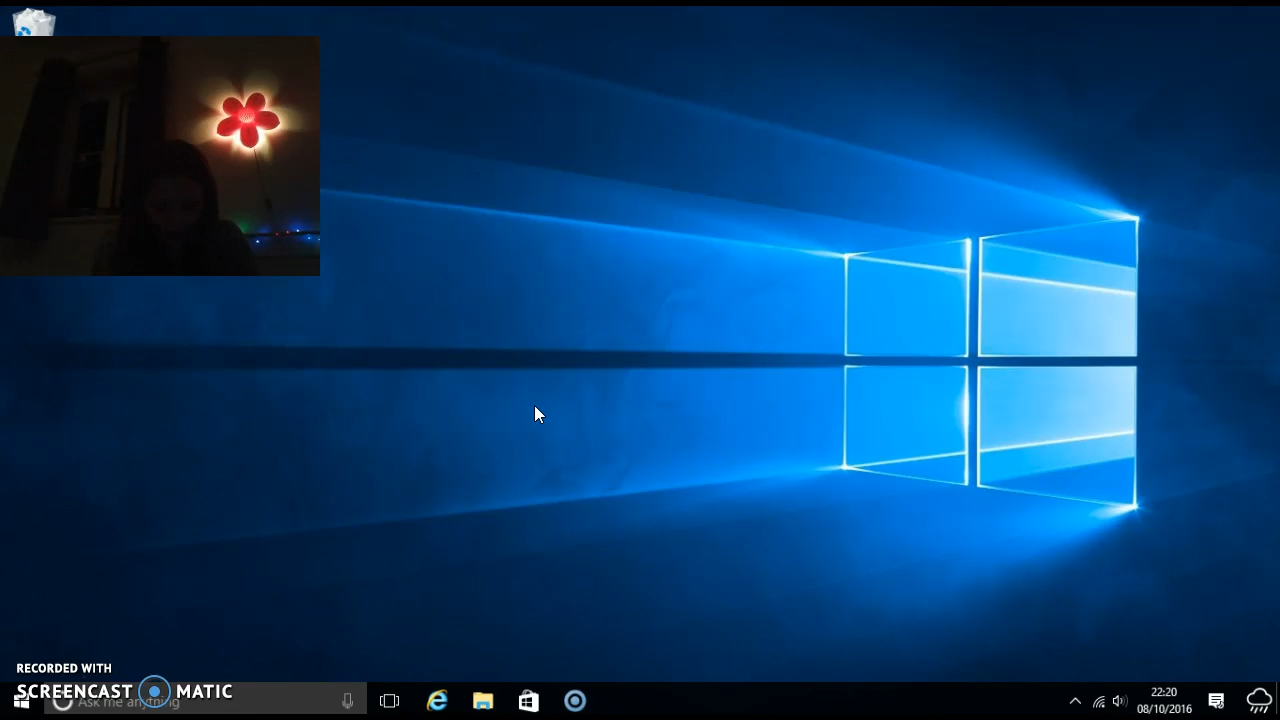 RECORDED WITH
SCREENCAST MATIC
Ask me anything
22:20
08/10/2016